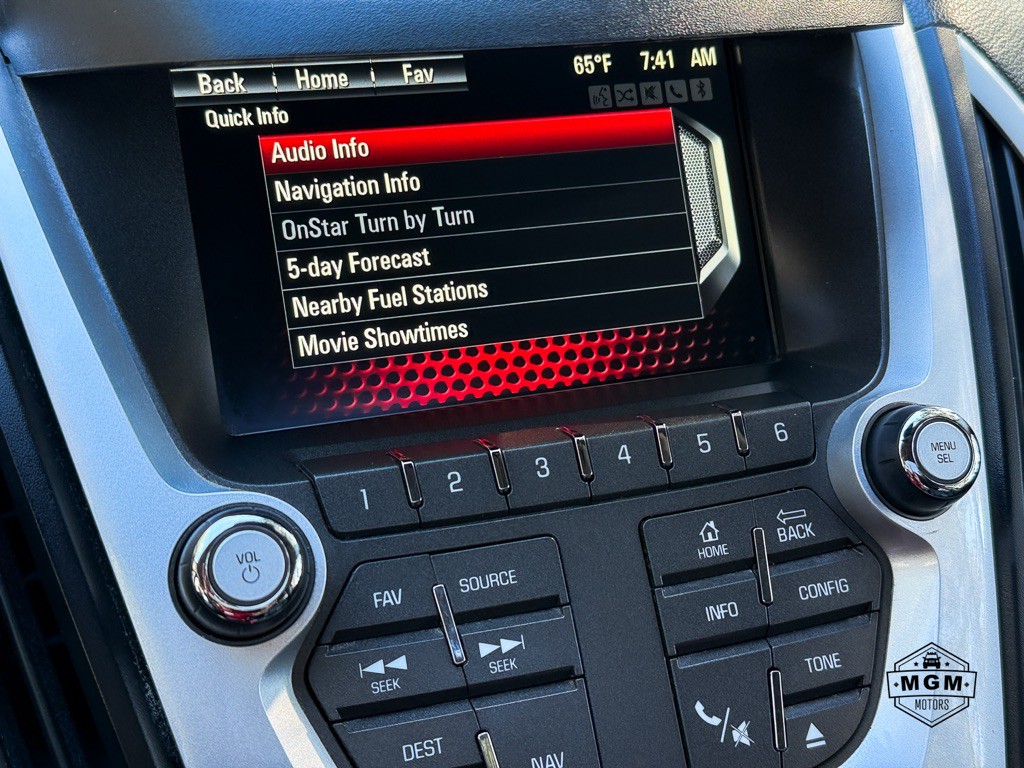 Back Home Fav
65°F 7:41 AM
Quick Info
Audio Info
Navigation Info
OnStar Turn by Turn
5-day Forecast
Nearby Fuel Stations
Movie Showtimes
1 2 3 4 5 6
MENU
SEL
VOL
FAV SOURCE
SEEK SEEK
DEST NAV
HOME BACK
INFO CONFIG
TONE
MGM
MOTORS